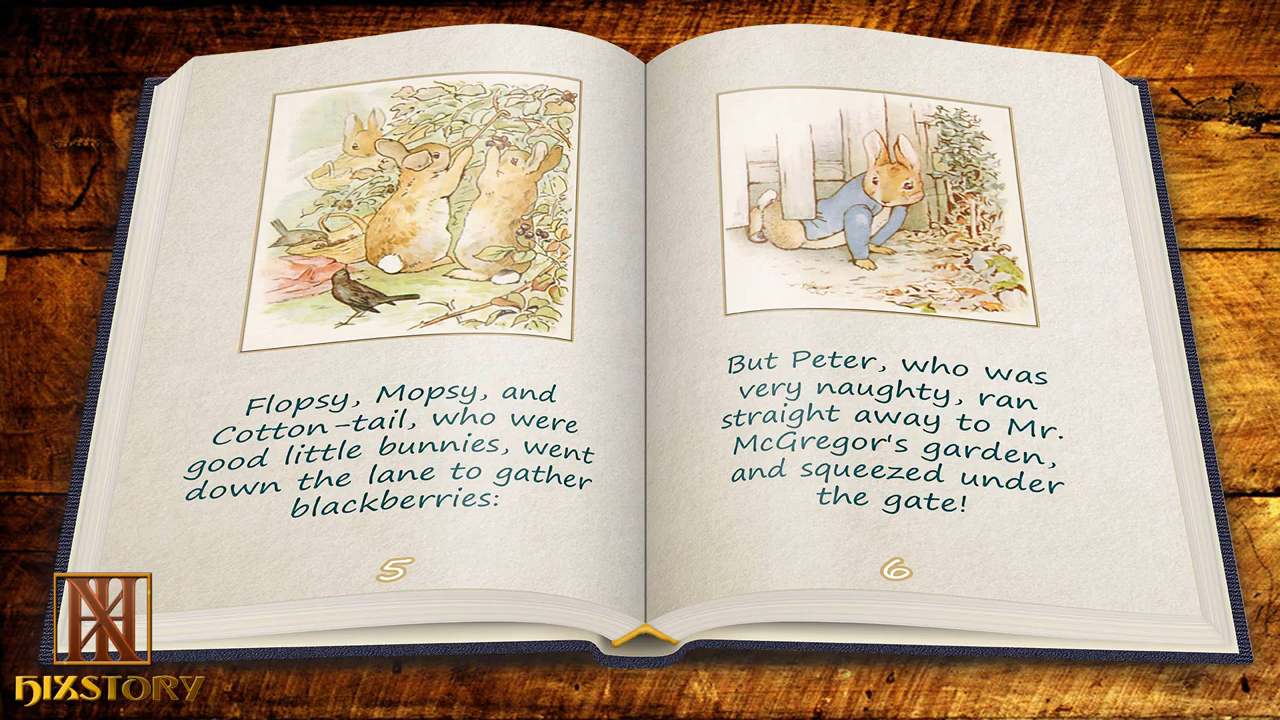 Flopsy, Mopsy, and
Cotton-tail, who were
good little bunnies, went
down the lane to gather
blackberries:
5
But Peter, who was
very naughty, ran
straight away to Mr.
McGregor's garden,
and squeezed under
the gate!
6
HIXSTORY